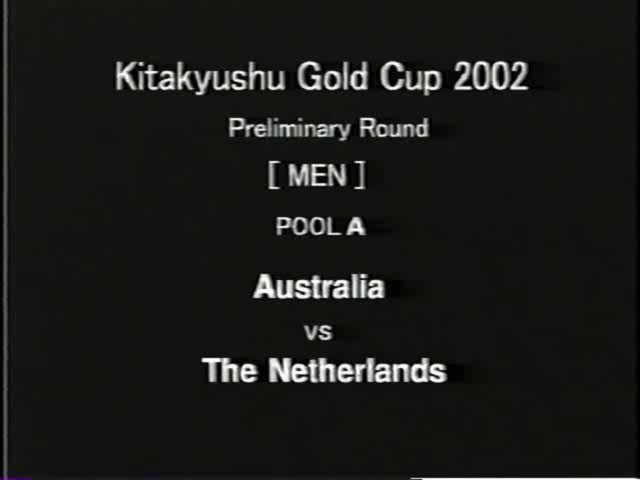 Kitakyushu Gold Cup 2002
Preliminary Round
[ MEN ]
POOL A
Australia
vs
The Netherlands